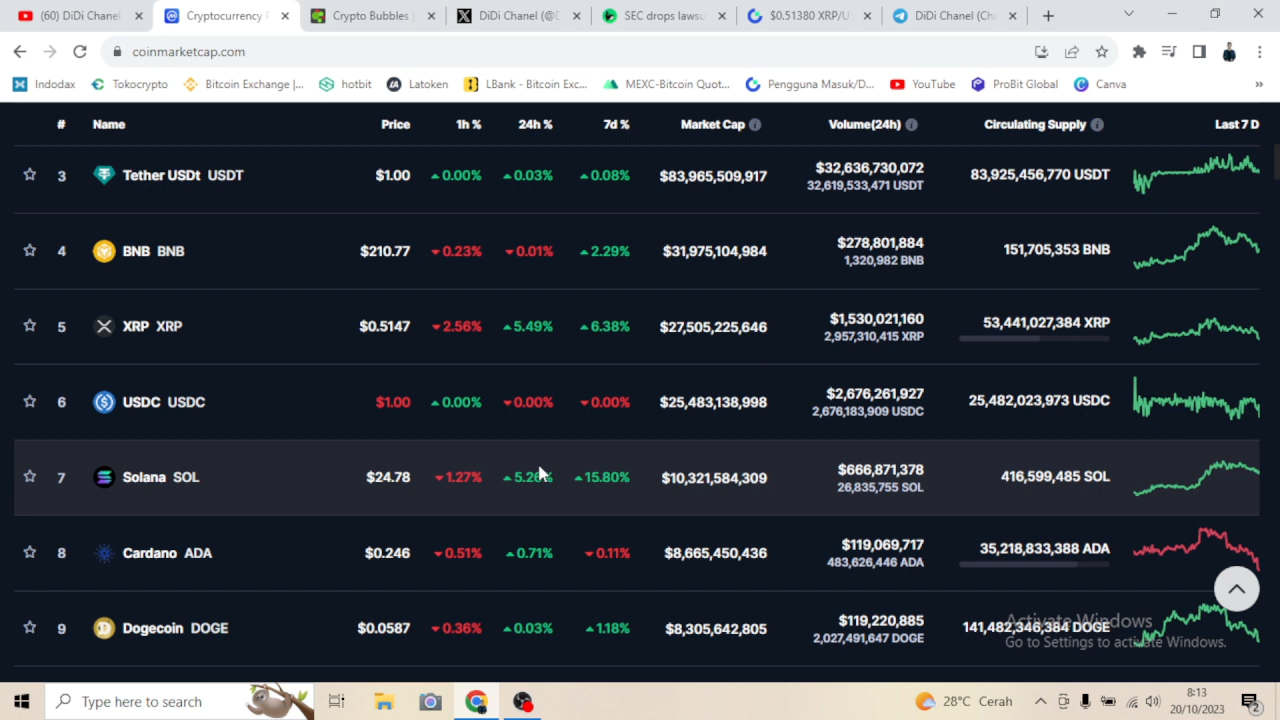 (60) DiDi Chanel
Cryptocurrency
Crypto Bubbles
DiDi Chanel (@
SEC drops lawsu
$0.51380 XRP/U
DiDi Chanel (Cha
coinmarketcap.com
Indodax
Tokocrypto
Bitcoin Exchange |...
hotbit
Latoken
LBank - Bitcoin Exc...
MEXC-Bitcoin Quot...
Pengguna Masuk/D...
YouTube
ProBit Global
Canva
»
# Name Price 1h % 24h % 7d % Market Cap Volume(24h) Circulating Supply Last 7 D
3 Tether USDt USDT $1.00 0.00% 0.03% 0.08% $83,965,509,917 $32,636,730,072 83,925,456,770 USDT
32,619,533,471 USDT
4 BNB BNB $210.77 0.23% 0.01% 2.29% $31,975,104,984 $278,801,884 151,705,353 BNB
1,320,982 BNB
5 XRP XRP $0.5147 2.56% 5.49% 6.38% $27,505,225,646 $1,530,021,160 53,441,027,384 XRP
2,957,310,415 XRP
6 USDC USDC $1.00 0.00% 0.00% 0.00% $25,483,138,998 $2,676,261,927 25,482,023,973 USDC
2,676,183,909 USDC
7 Solana SOL $24.78 1.27% 5.26% 15.80% $10,321,584,309 $666,871,378 416,599,485 SOL
26,835,755 SOL
8 Cardano ADA $0.246 0.51% 0.71% 0.11% $8,665,450,436 $119,069,717 35,218,833,388 ADA
483,626,446 ADA
9 Dogecoin DOGE $0.0587 0.36% 0.03% 1.18% $8,305,642,805 $119,220,885 141,482,346,384 DOGE
2,027,491,647 DOGE
Activate Windows
Go to Settings to activate Windows.
Type here to search
28°C Cerah
8:13
20/10/2023
2